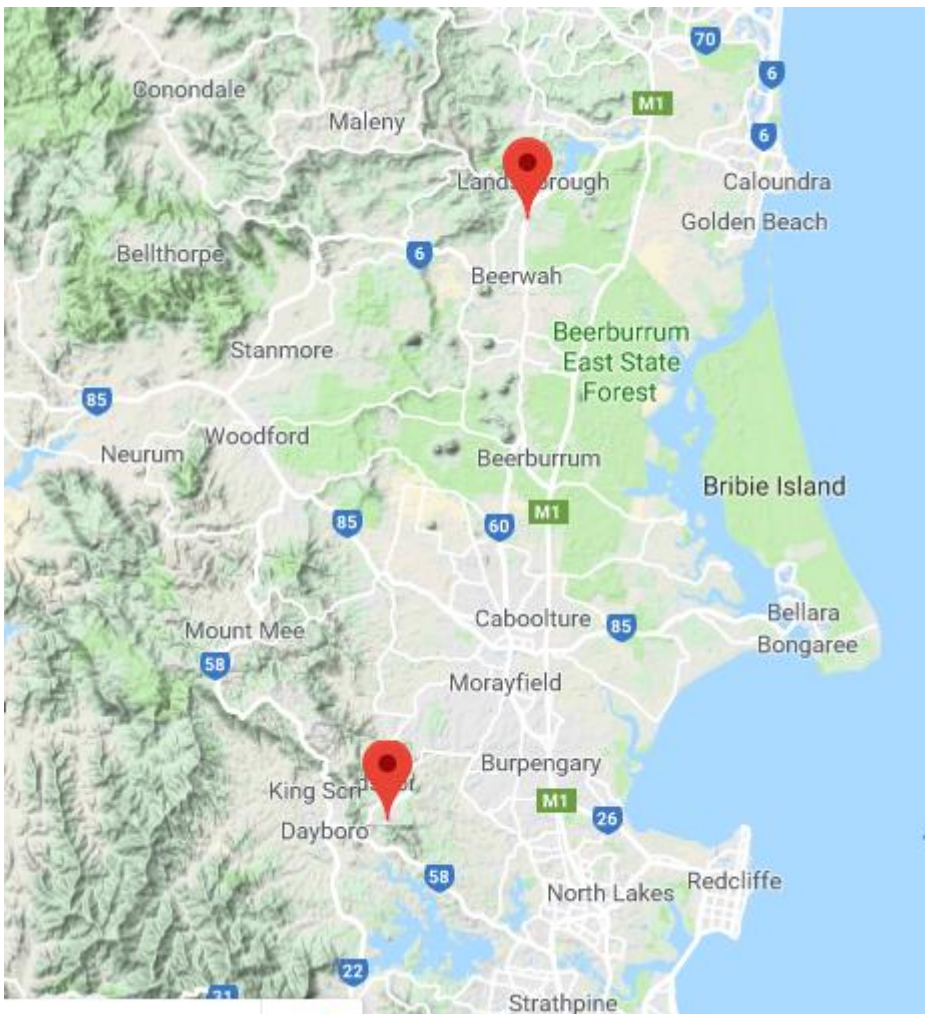 70
6
Conondale
M1
Maleny
6
Landsborough
Caloundra
Golden Beach
Bellthorpe
6
Beerwah
Beerburrum
East State
Forest
Stanmore
85
Woodford
Neurum
Beerburrum
Bribie Island
M1
85
60
Caboolture
85
Bellara
Mount Mee
Bongaree
58
Morayfield
Burpengary
King Scr
Dayboro
M1
26
58
North Lakes
Redcliffe
22
31
Strathpine